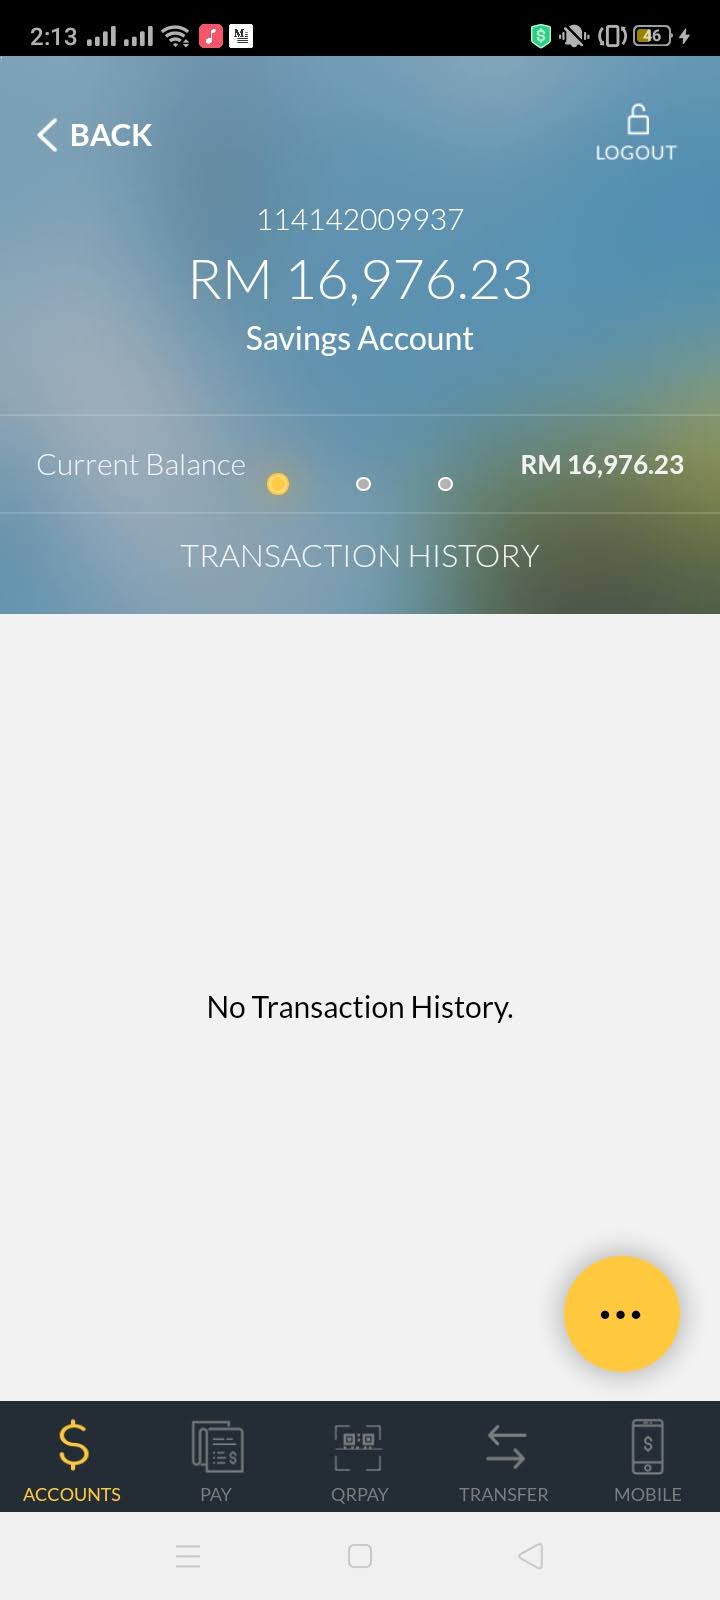 2:13
46
BACK
LOGOUT
114142009937
RM 16,976.23
Savings Account
Current Balance RM 16,976.23
TRANSACTION HISTORY
No Transaction History.
ACCOUNTS PAY QRPAY TRANSFER MOBILE